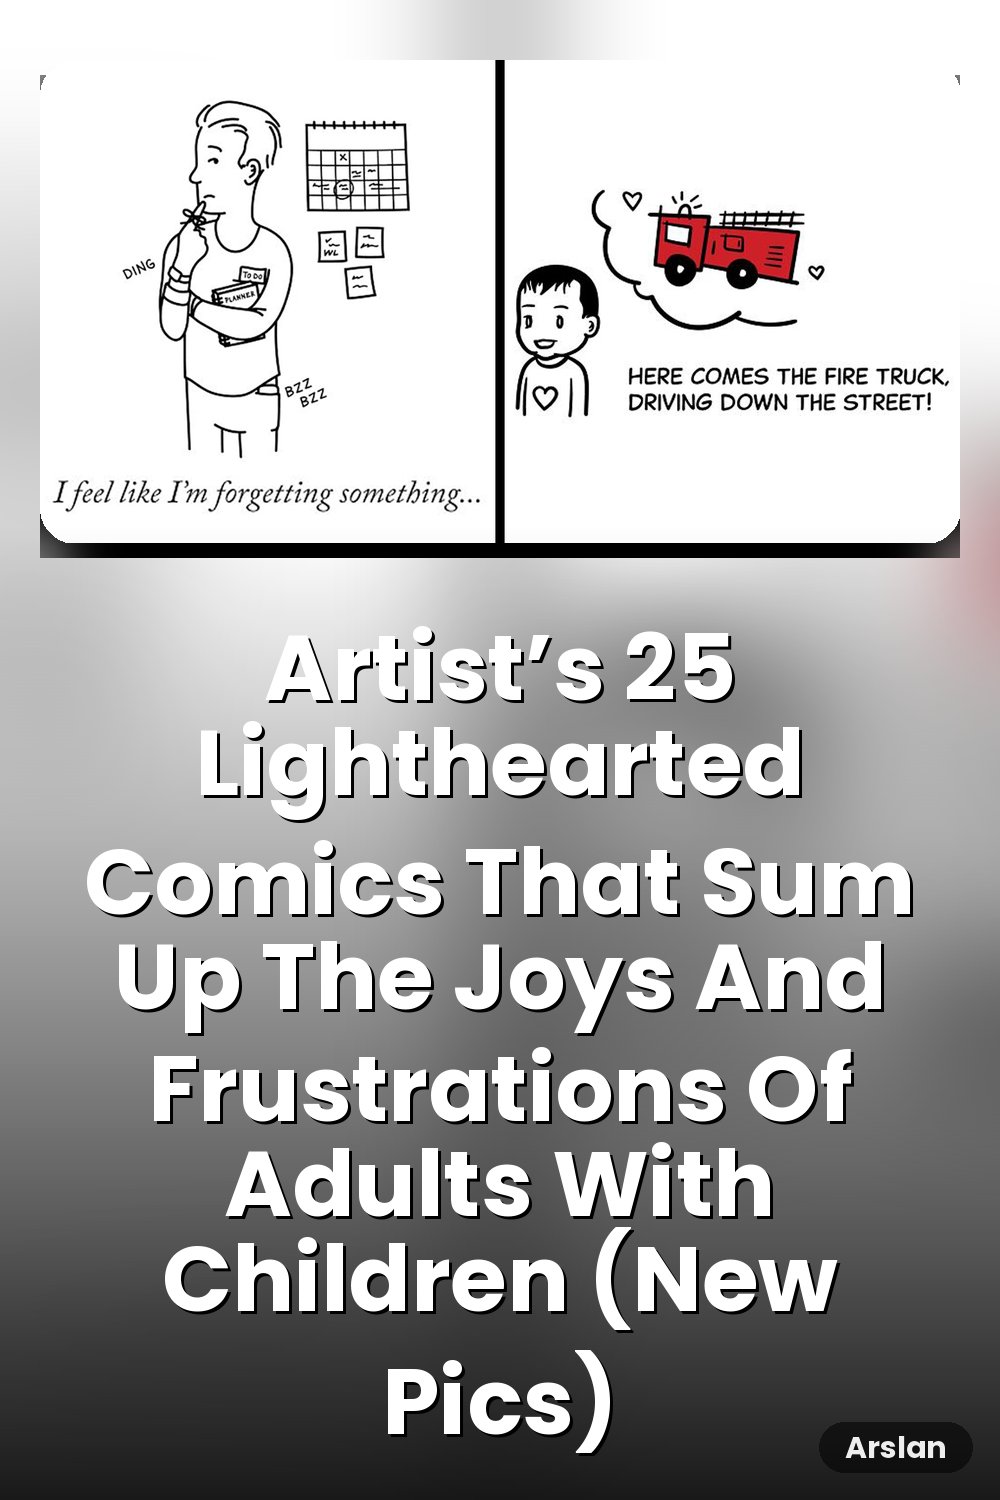 DING
TO DO
PLANNER
X
WL
BZZ
BZZ
I feel like I'm forgetting something...
HERE COMES THE FIRE TRUCK,
DRIVING DOWN THE STREET!
Artist’s 25
Lighthearted
Comics That Sum
Up The Joys And
Frustrations Of
Adults With
Children (New
Pics)
Arslan